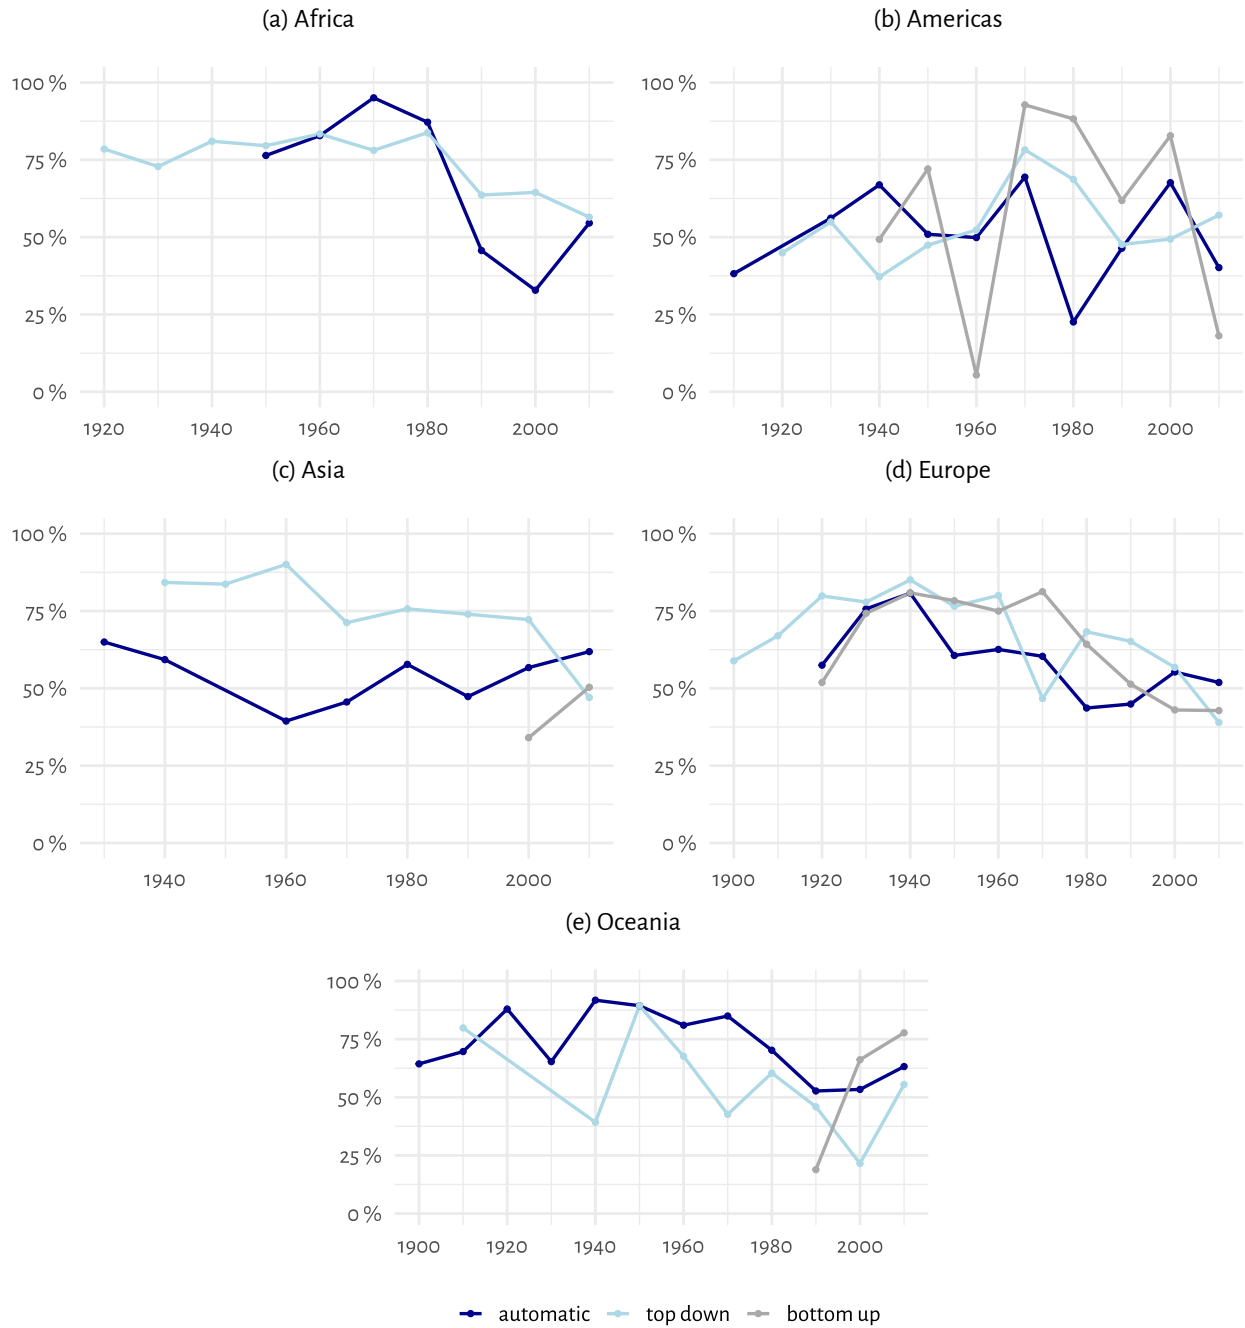 (a) Africa
(b) Americas
100 %
75 %
50 %
25 %
0 %
1920 1940 1960 1980 2000
100 %
75 %
50 %
25 %
0 %
1920 1940 1960 1980 2000
(c) Asia
(d) Europe
100 %
75 %
50 %
25 %
0 %
1940 1960 1980 2000
100 %
75 %
50 %
25 %
0 %
1900 1920 1940 1960 1980 2000
(e) Oceania
100 %
75 %
50 %
25 %
0 %
1900 1920 1940 1960 1980 2000
automatic top down bottom up